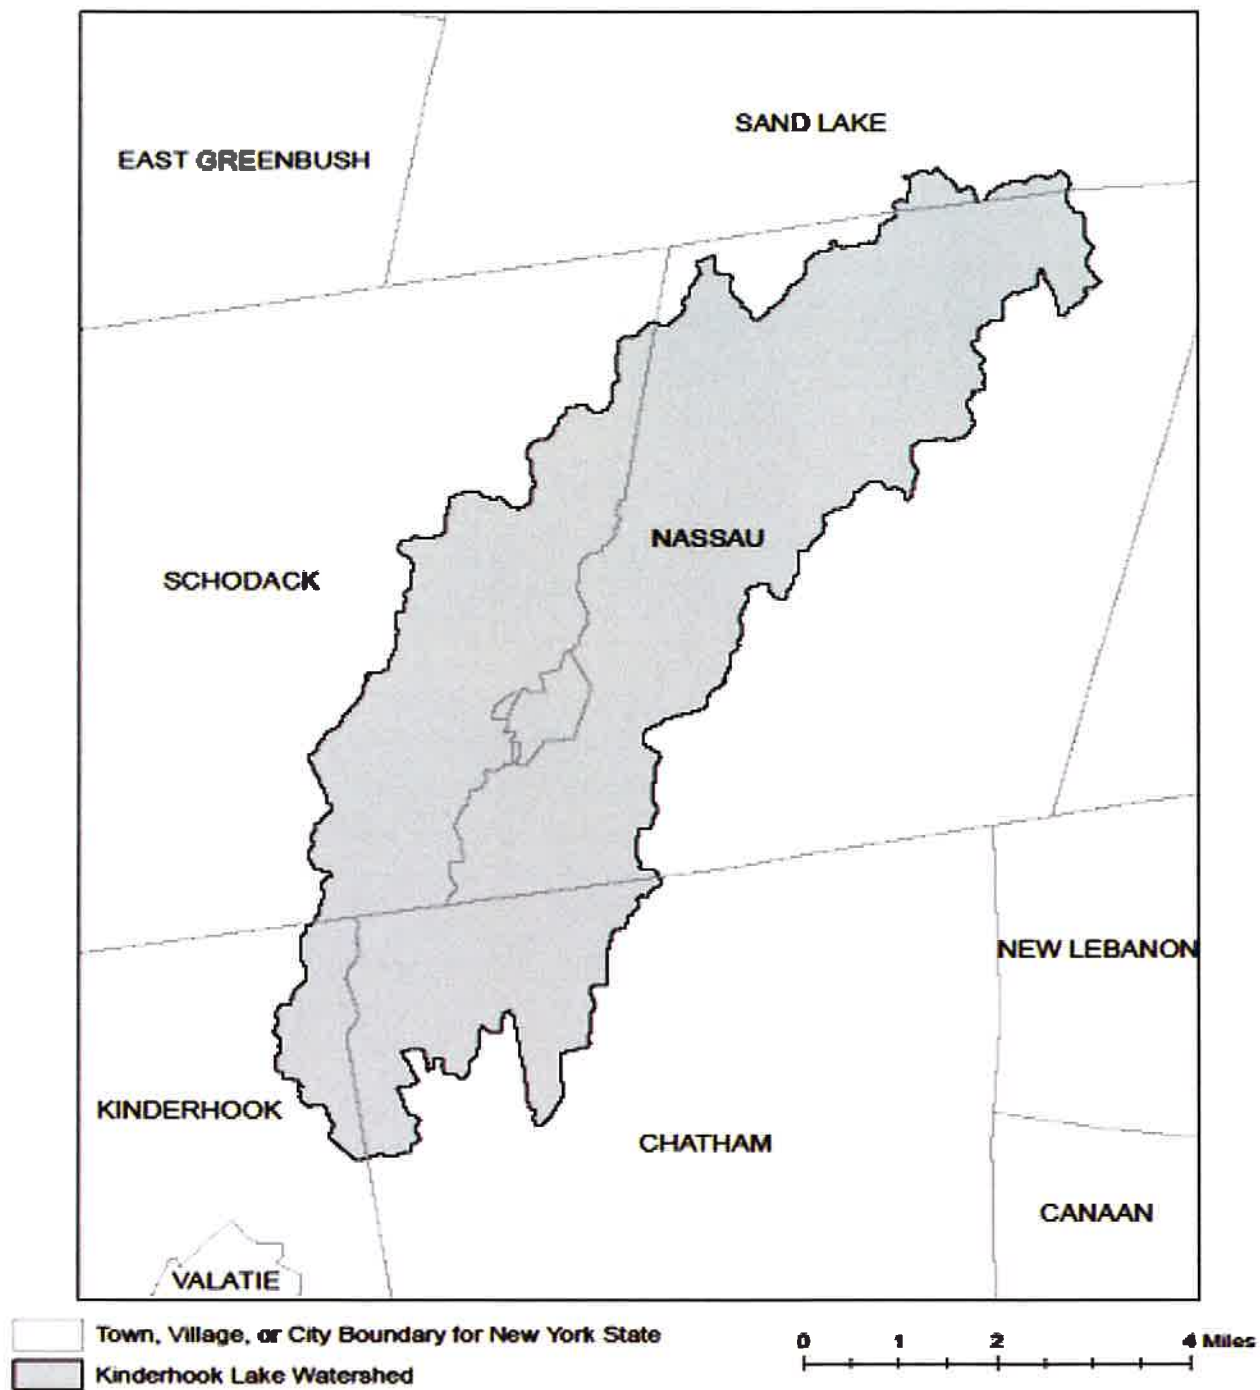 SAND LAKE
EAST GREENBUSH
NASSAU
SCHODACK
NEW LEBANON
KINDERHOOK
CHATHAM
CANAAN
VALATIE
Town, Village, or City Boundary for New York State
Kinderhook Lake Watershed
0 1 2 4 Miles